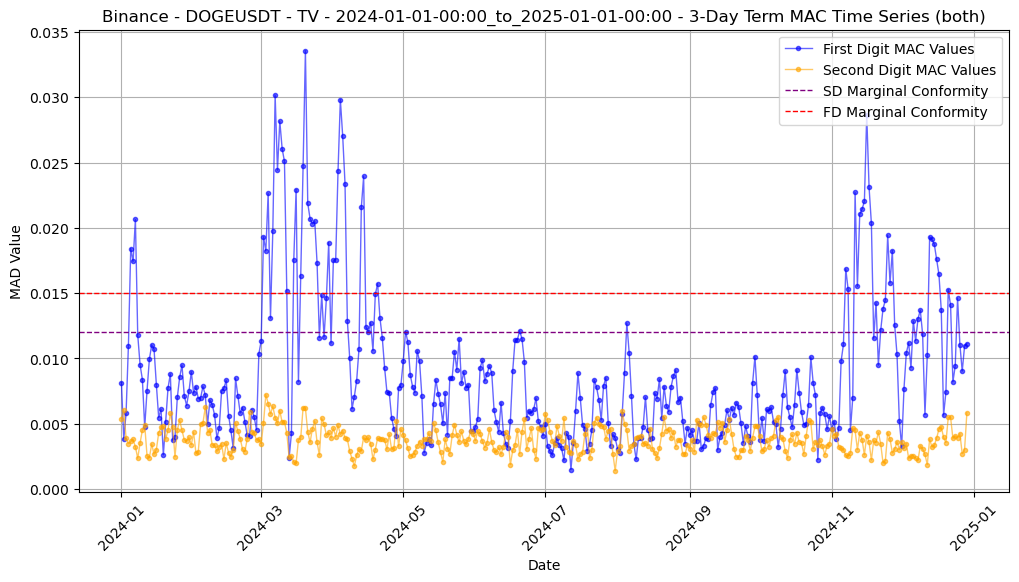 Binance - DOGEUSDT - TV - 2024-01-01-00:00_to_2025-01-01-00:00 - 3-Day Term MAC Time Series (both)
First Digit MAC Values
Second Digit MAC Values
SD Marginal Conformity
FD Marginal Conformity
MAD Value
0.035
0.030
0.025
0.020
0.015
0.010
0.005
0.000
2024-01
2024-03
2024-05
2024-07
2024-09
2024-11
2025-01
Date